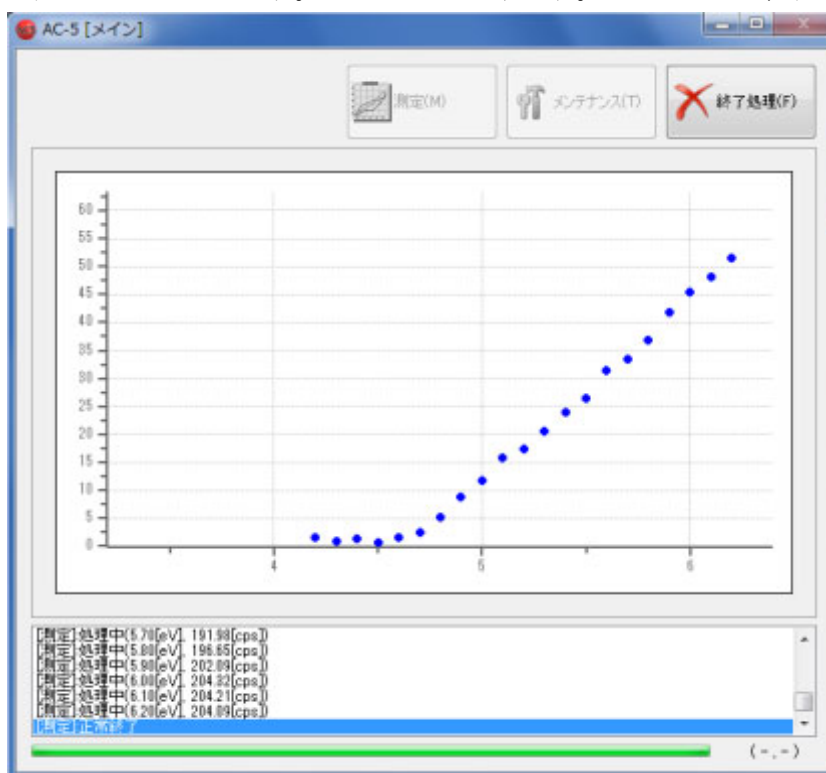 AC-5 [メイン]
測定(M)
メンテナンス(T)
終了処理(F)
60
55
50
45
40
35
30
25
20
15
10
5
0
4
5
6
[測定]処理中(5.70[eV], 191.98[cps])
[測定]処理中(5.80[eV], 196.65[cps])
[測定]処理中(5.90[eV], 202.09[cps])
[測定]処理中(6.00[eV], 204.32[cps])
[測定]処理中(6.10[eV], 204.21[cps])
[測定]処理中(6.20[eV], 204.09[cps])
[測定]正常終了
(-,-)